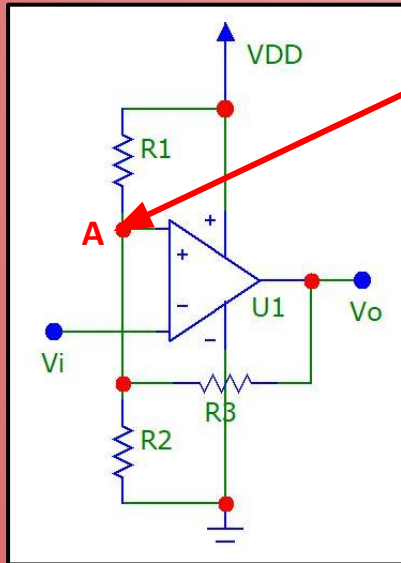 VDD
R1
A
+
+
-
-
U1
Vo
Vi
R3
R2